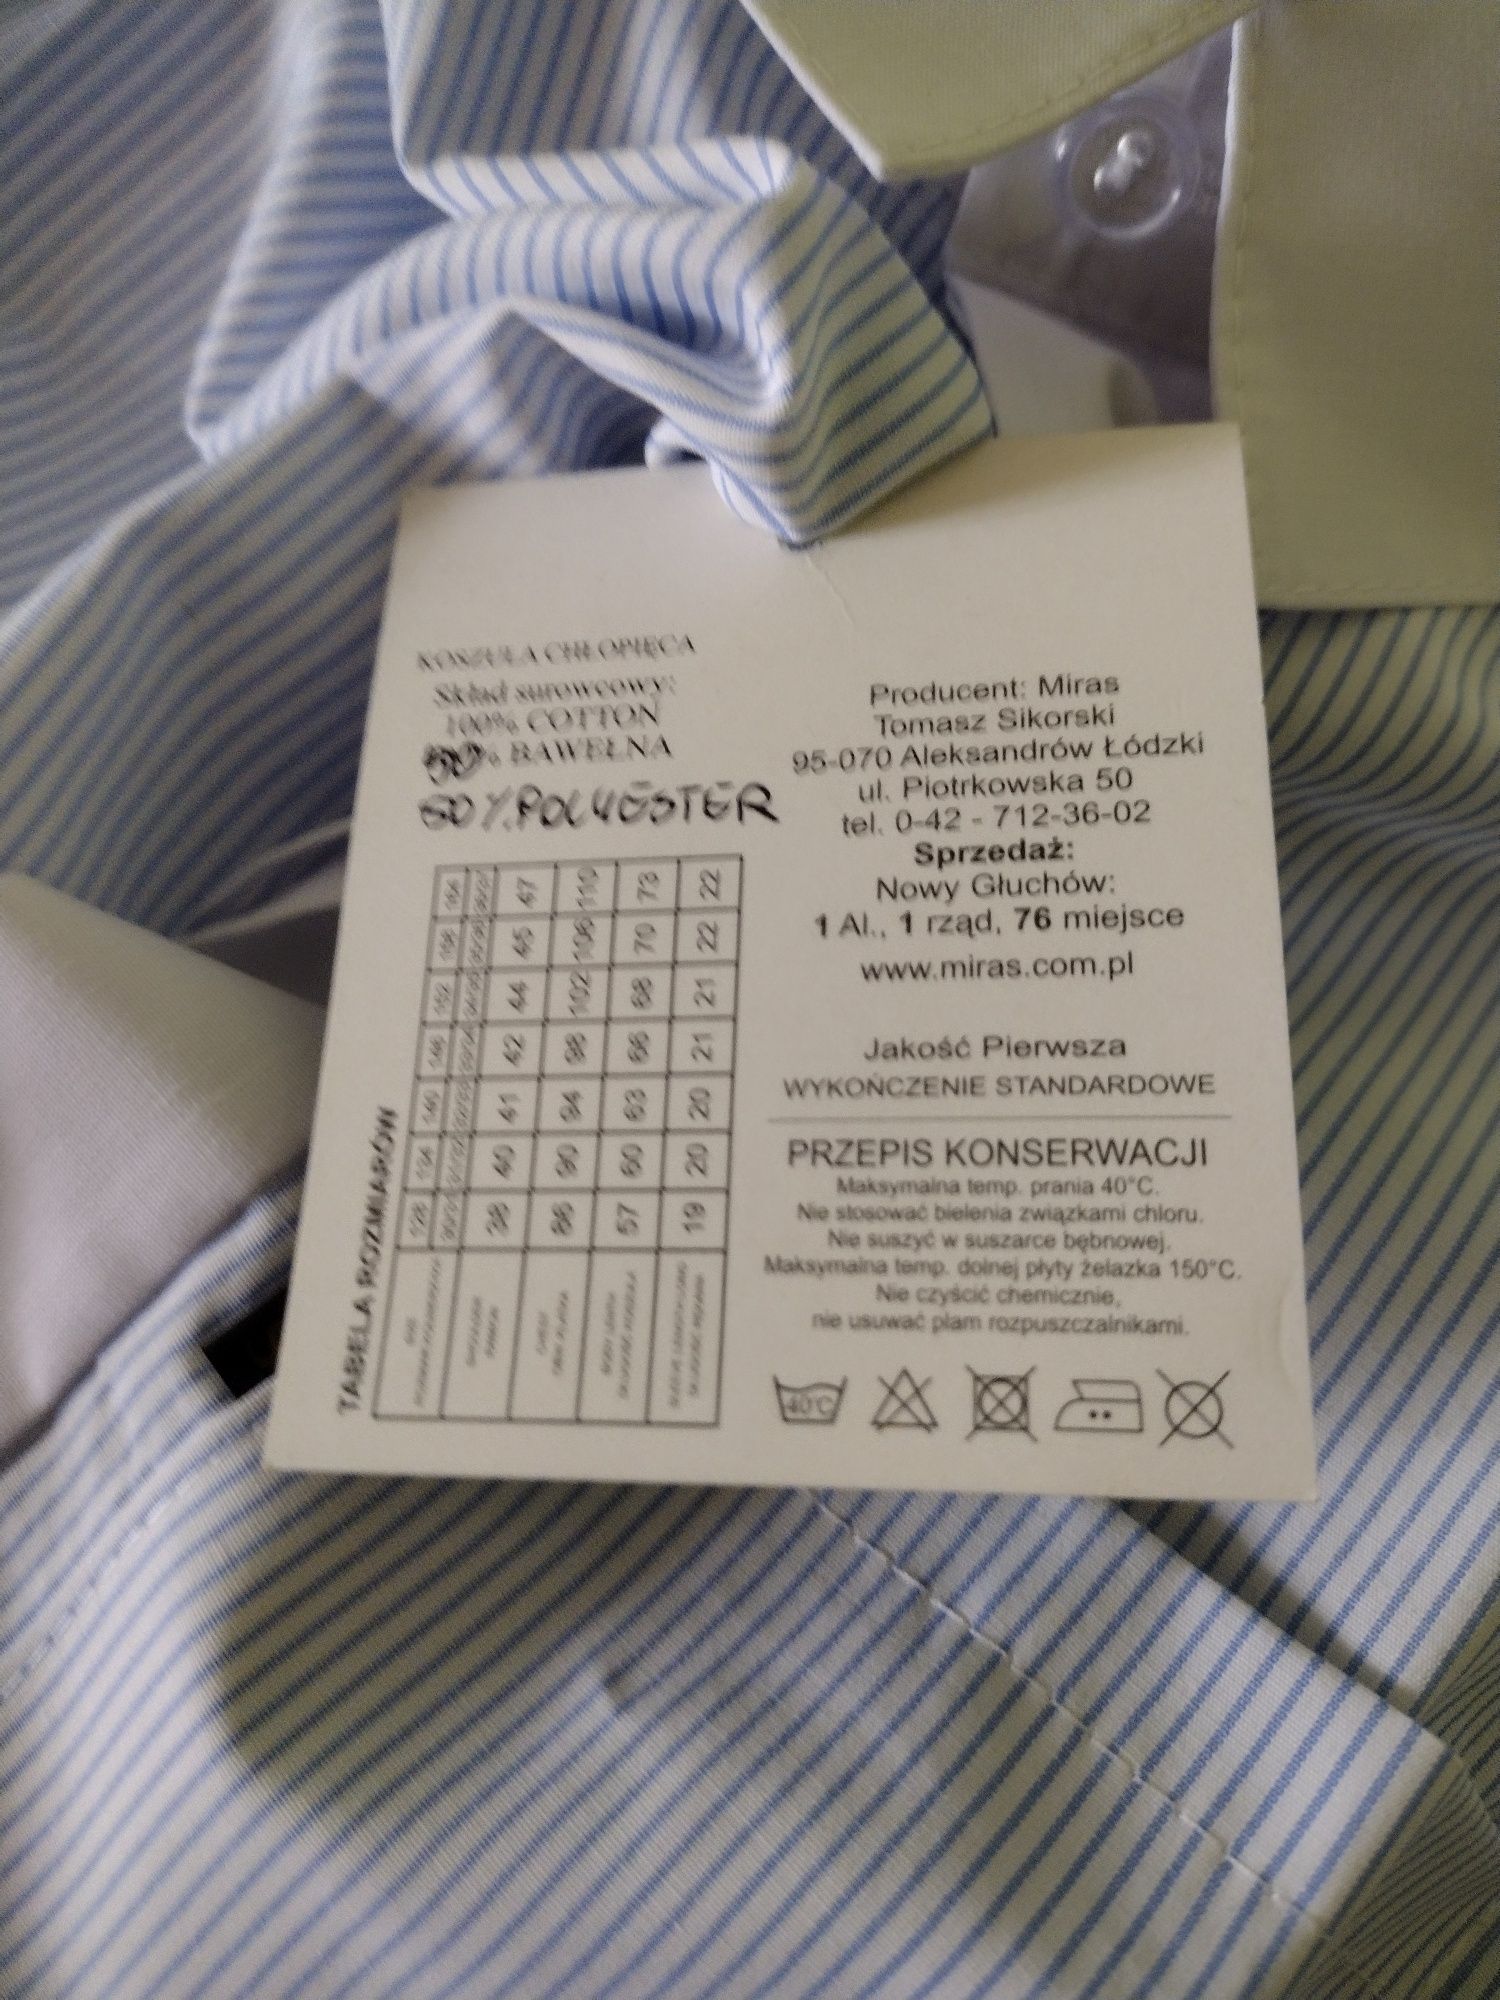 KOSZULA CHŁOPIĘCA
Skład surowcowy:
100% COTTON
50% BAWEŁNA
50% POLYESTER
TABELA ROZMIARÓW
128 134 140 146 152 158 164
38 40 41 42 44 45 47
86 90 94 98 102 106 110
57 60 63 66 68 70 73
19 20 20 21 21 22 22
Producent: Miras
Tomasz Sikorski
95-070 Aleksandrów Łódzki
ul. Piotrkowska 50
tel. 0-42 - 712-36-02
Sprzedaż:
Nowy Głuchów:
1 Al., 1 rząd, 76 miejsce
www.miras.com.pl
Jakość Pierwsza
WYKOŃCZENIE STANDARDOWE
PRZEPIS KONSERWACJI
Maksymalna temp. prania 40°C.
Nie stosować bielenia związkami chloru.
Nie suszyć w suszarce bębnowej.
Maksymalna temp. dolnej płyty żelazka 150°C.
Nie czyścić chemicznie,
nie usuwać plam rozpuszczalnikami.
40°C